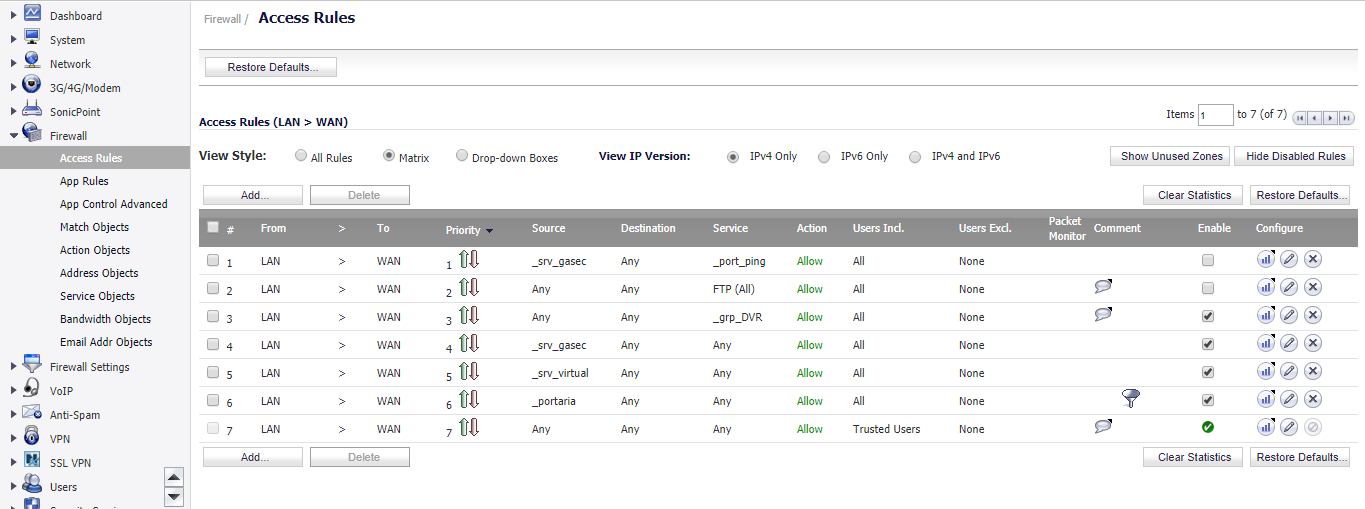 Dashboard
System
Network
3G/4G/Modem
SonicPoint
Firewall
Access Rules
App Rules
App Control Advanced
Match Objects
Action Objects
Address Objects
Service Objects
Bandwidth Objects
Email Addr Objects
Firewall Settings
VoIP
Anti-Spam
VPN
SSL VPN
Users
Firewall / Access Rules
Restore Defaults...
Access Rules (LAN > WAN) Items 1 to 7 (of 7)
View Style: All Rules Matrix Drop-down Boxes View IP Version: IPv4 Only IPv6 Only IPv4 and IPv6 Show Unused Zones Hide Disabled Rules
Add... Delete Clear Statistics Restore Defaults...
# From > To Priority Source Destination Service Action Users Incl. Users Excl. Packet Monitor Comment Enable Configure
1 LAN > WAN 1 _srv_gasec Any _port_ping Allow All None
2 LAN > WAN 2 Any Any FTP (All) Allow All None
3 LAN > WAN 3 Any Any _grp_DVR Allow All None
4 LAN > WAN 4 _srv_gasec Any Any Allow All None
5 LAN > WAN 5 _srv_virtual Any Any Allow All None
6 LAN > WAN 6 _portaria Any Any Allow All None
7 LAN > WAN 7 Any Any Any Allow Trusted Users None
Add... Delete Clear Statistics Restore Defaults...